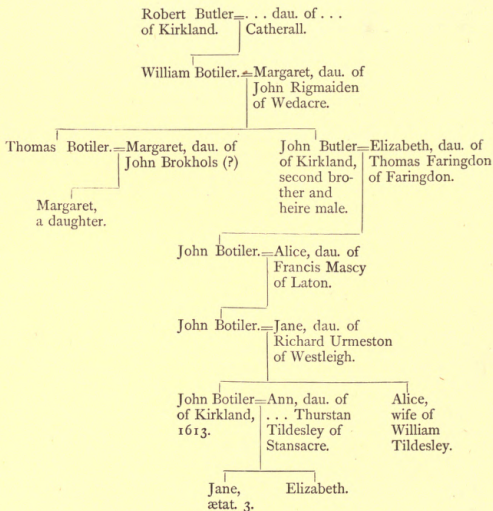 Robert Butler=. . . dau. of . . .
of Kirkland. Catherall.
William Botiler.=Margaret, dau. of
John Rigmaiden
of Wedacre.
Thomas Botiler.=Margaret, dau. of
John Brokhols (?)
John Butler=Elizabeth, dau. of
of Kirkland, Thomas Faringdon
second bro- of Faringdon.
ther and
heire male.
Margaret,
a daughter.
John Botiler.=Alice, dau. of
Francis Mascy
of Laton.
John Botiler.=Jane, dau. of
Richard Urmeston
of Westleigh.
John Botiler=Ann, dau. of
of Kirkland, . . . Thurstan
1613. Tildesley of
Stansacre.
Alice,
wife of
William
Tildesley.
Jane,
ætat. 3.
Elizabeth.